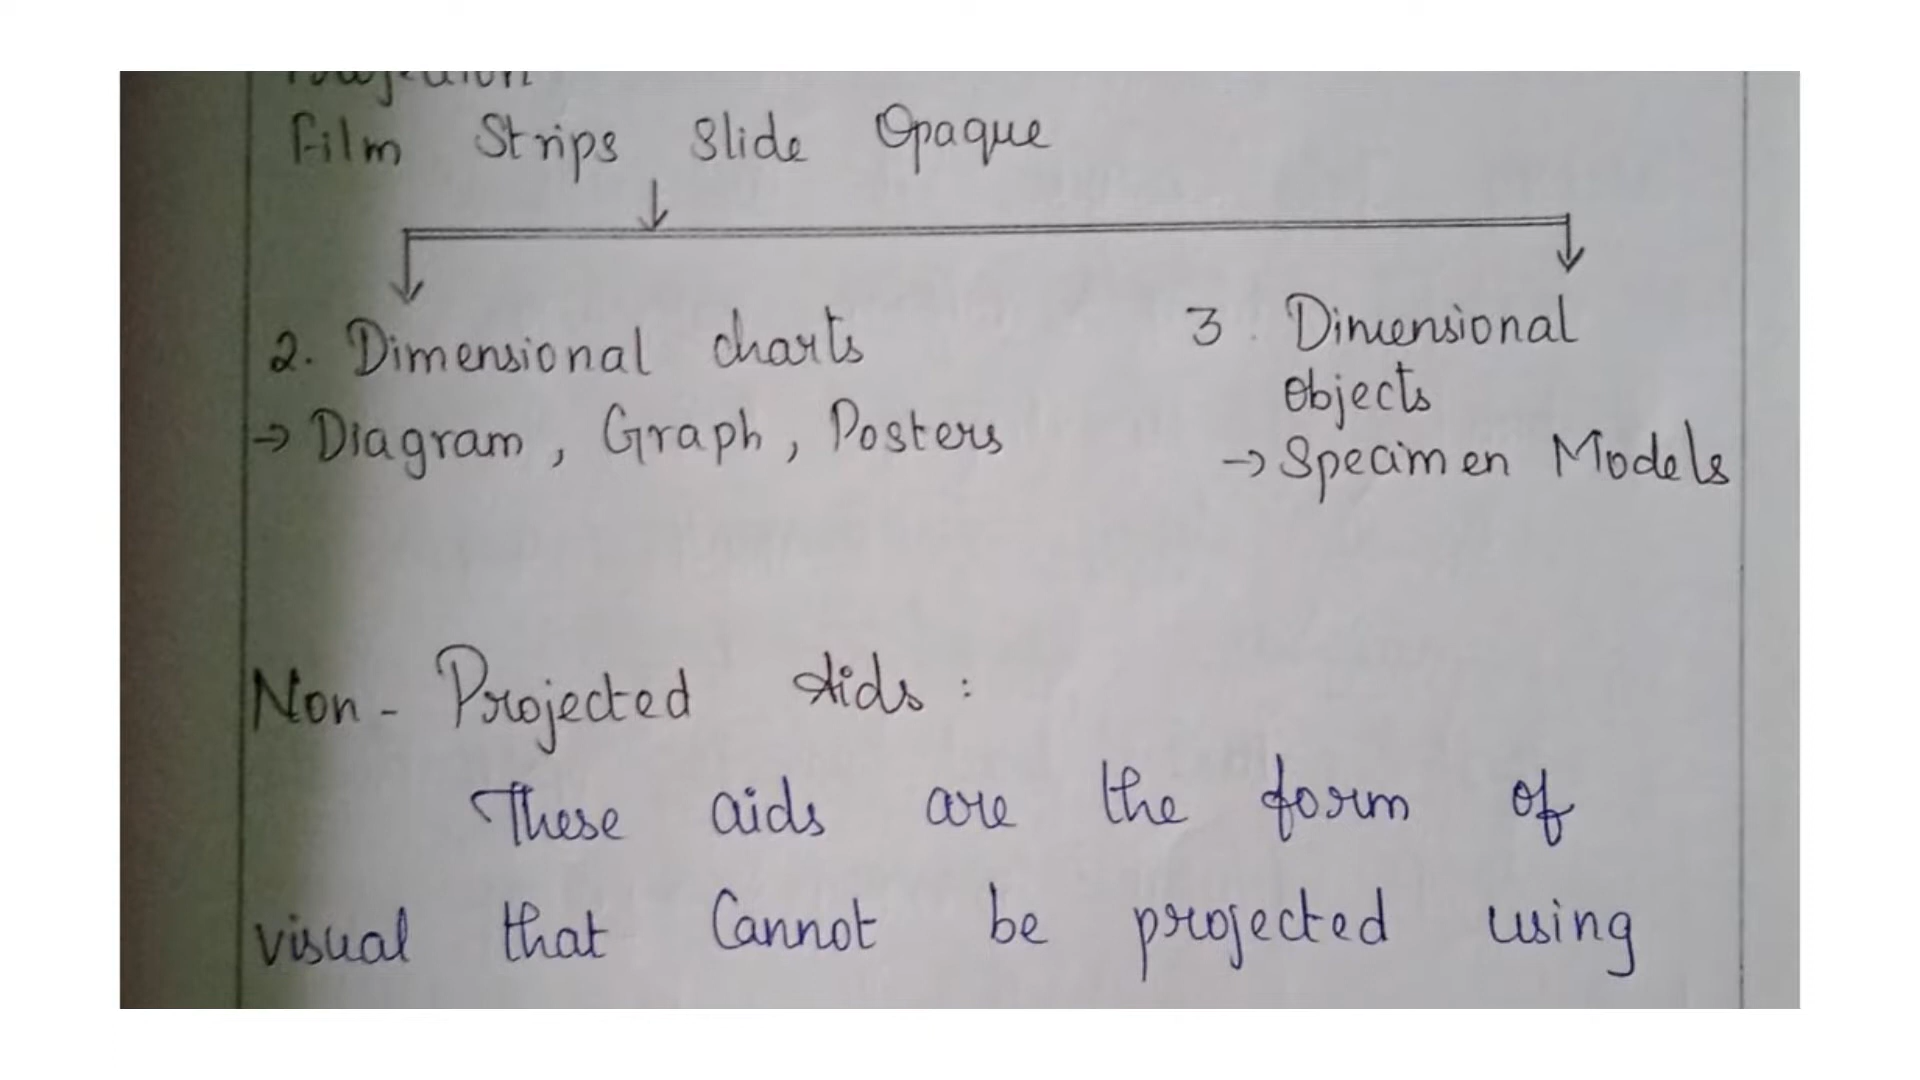 Film Strips Slide Opaque
2. Dimensional charts
→ Diagram, Graph, Posters
3. Dimensional
Objects
→ Specimen Models
Non-Projected Aids:
These aids are the form of
visual that Cannot be projected using